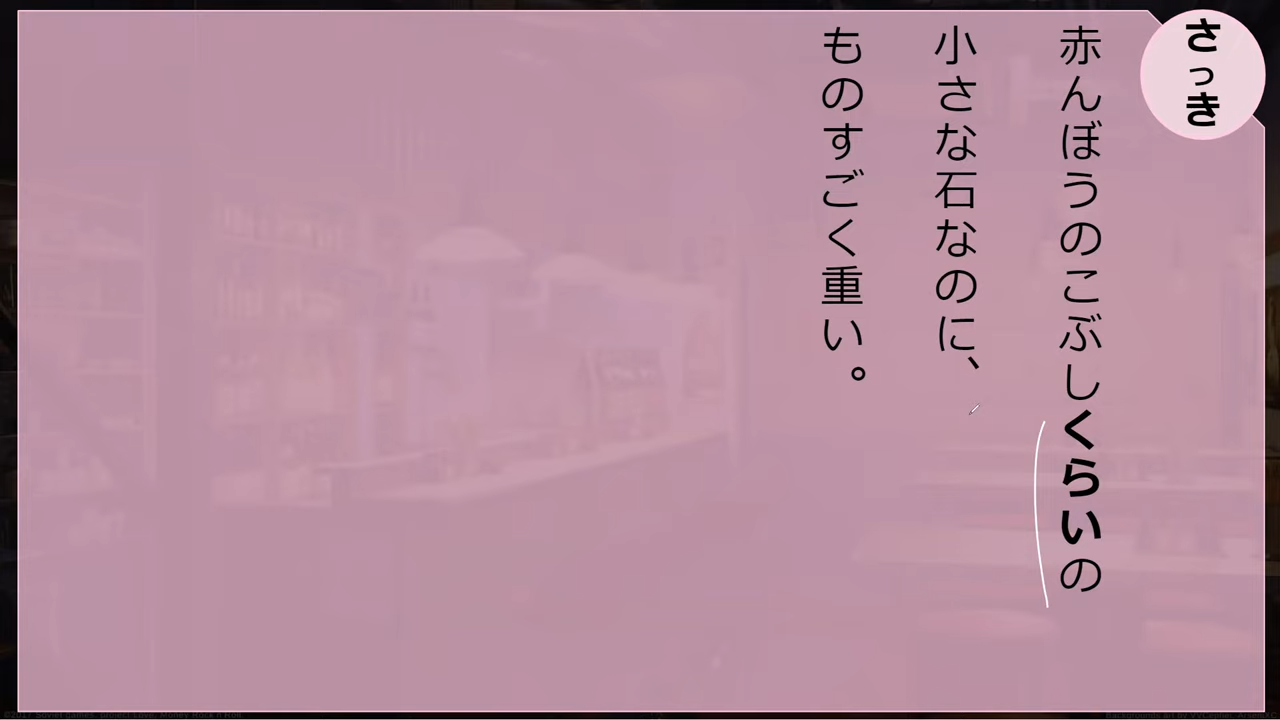 さっき
赤んぼうのこぶしくらいの
小さな石なのに、
ものすごく重い。